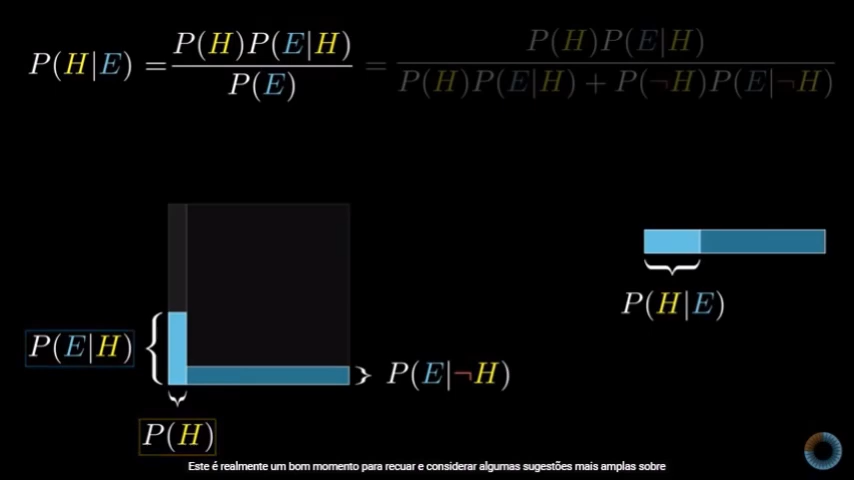 P(H|E) = P(H)P(E|H) / P(E) = P(H)P(E|H) / P(H)P(E|H) + P(¬H)P(E|¬H)
P(H|E)
P(E|H)
P(E|¬H)
P(H)
Este é realmente um bom momento para recuar e considerar algumas sugestões mais amplas sobre